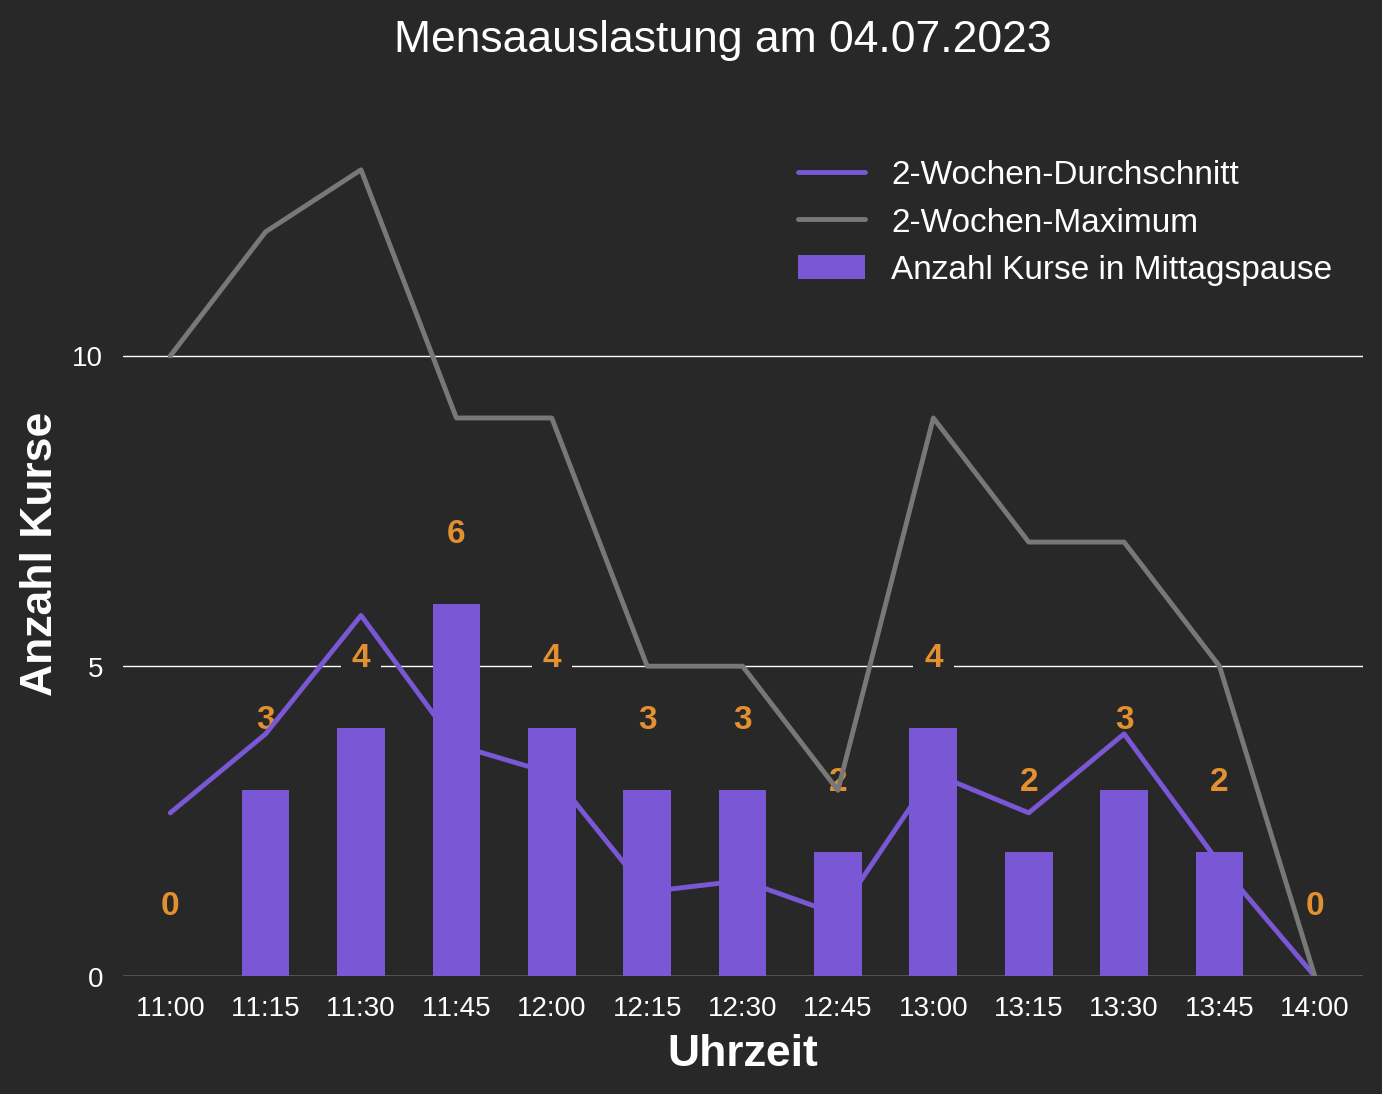 Mensaauslastung am 04.07.2023
2-Wochen-Durchschnitt
2-Wochen-Maximum
Anzahl Kurse in Mittagspause
Anzahl Kurse
10
5
0
0
3
4
6
4
3
3
2
4
2
3
2
0
11:00 11:15 11:30 11:45 12:00 12:15 12:30 12:45 13:00 13:15 13:30 13:45 14:00
Uhrzeit